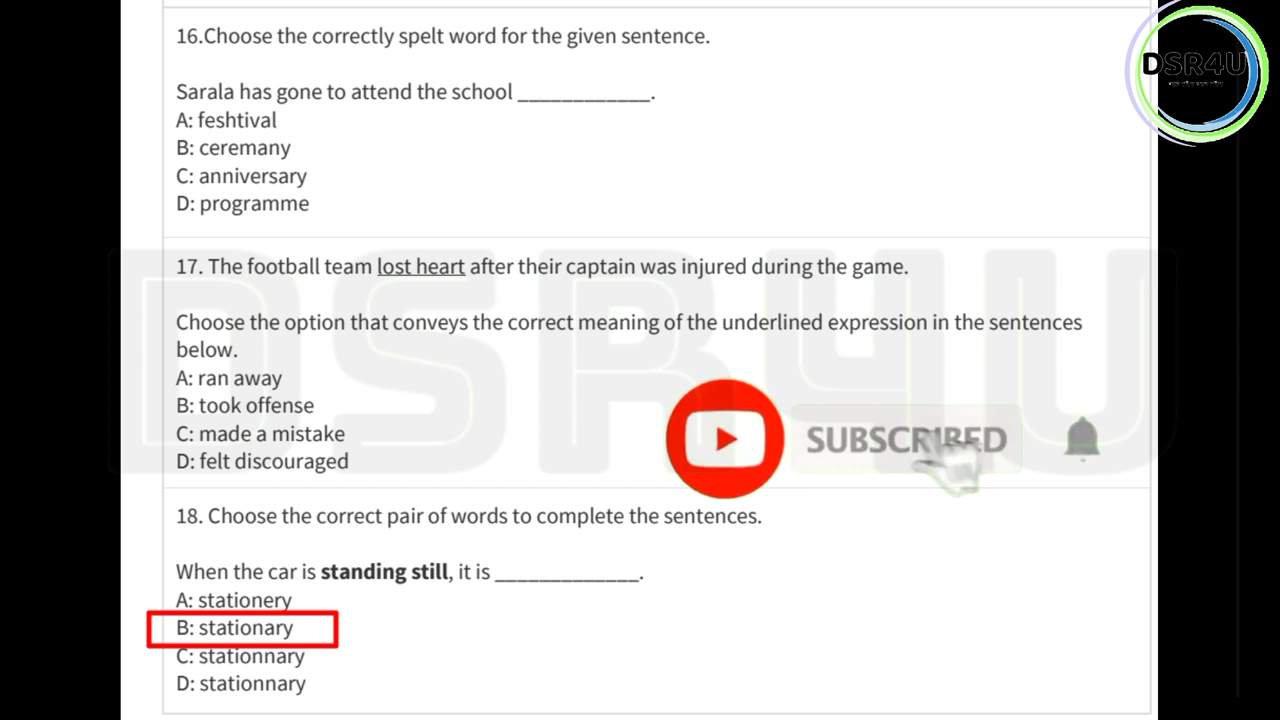 DSR4U
16.Choose the correctly spelt word for the given sentence.
Sarala has gone to attend the school ____________.
A: feshtival
B: ceremany
C: anniversary
D: programme
17. The football team lost heart after their captain was injured during the game.
Choose the option that conveys the correct meaning of the underlined expression in the sentences
below.
A: ran away
B: took offense
C: made a mistake
D: felt discouraged
SUBSCRIBED
18. Choose the correct pair of words to complete the sentences.
When the car is standing still, it is _____________.
A: stationery
B: stationary
C: stationnary
D: stationnary
DSR4U